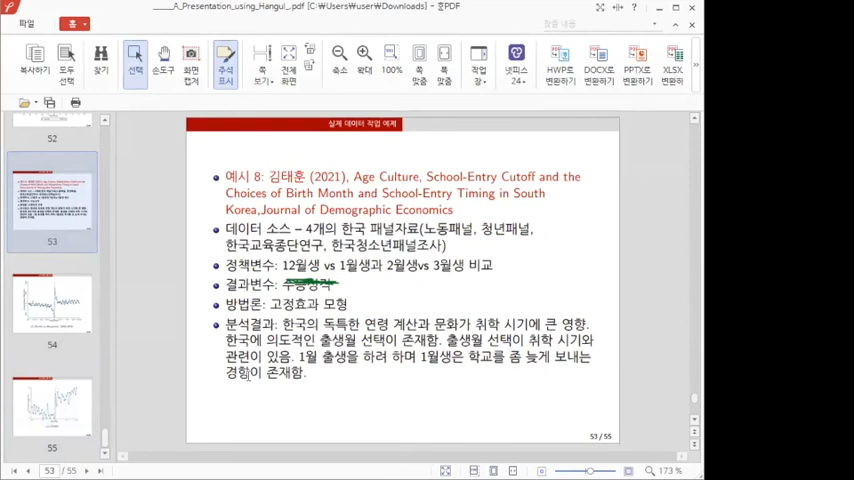 _____A_Presentation_using_Hangul_.pdf [C:\Users\user\Downloads] - 훈PDF
파일
홈
찾을 내용
복사하기
모두 선택
찾기
선택
손도구
화면 캡처
주석 표시
쪽 보기
전체 화면
축소
확대
100%
폭 맞춤
쪽 맞춤
작업 창
넷피스 24
HWP로 변환하기
DOCX로 변환하기
PPTX로 변환하기
XLSX로 변환하기
52
53
54
55
실제 데이터 작업 예제
예시 8: 김태훈 (2021), Age Culture, School-Entry Cutoff and the
Choices of Birth Month and School-Entry Timing in South
Korea,Journal of Demographic Economics
데이터 소스 – 4개의 한국 패널자료(노동패널, 청년패널,
한국교육종단연구, 한국청소년패널조사)
정책변수: 12월생 vs 1월생과 2월생vs 3월생 비교
결과변수:
방법론: 고정효과 모형
분석결과: 한국의 독특한 연령 계산과 문화가 취학 시기에 큰 영향.
한국에 의도적인 출생월 선택이 존재함. 출생월 선택이 취학 시기와
관련이 있음. 1월 출생을 하려 하며 1월생은 학교를 좀 늦게 보내는
경향이 존재함.
53 / 55
53 / 55
173 %